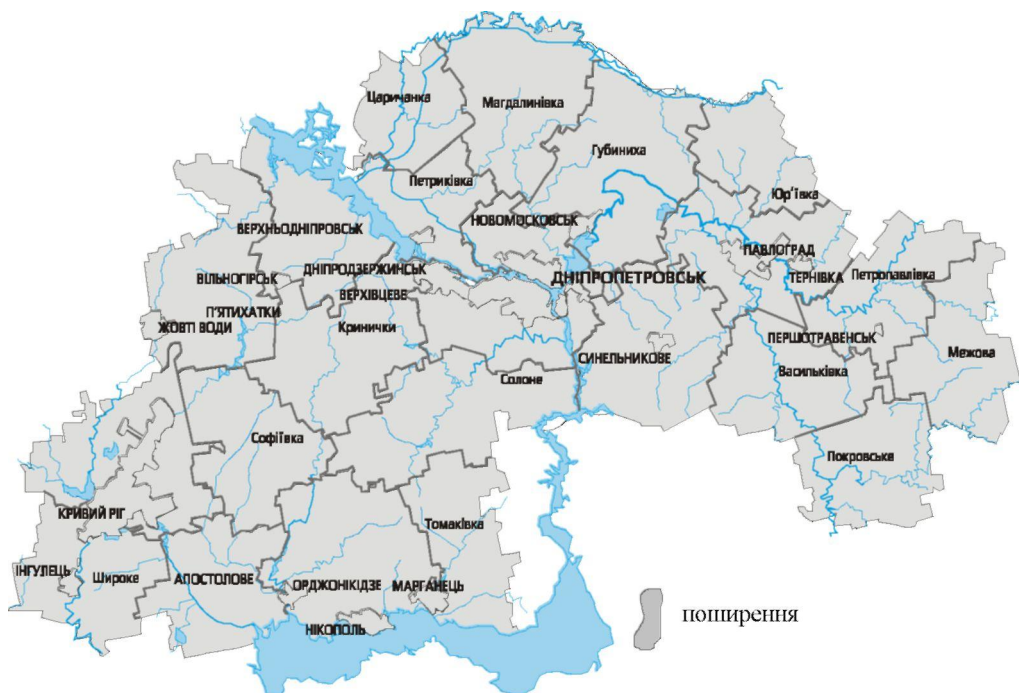 Царичанка
Магдалинівка
Губиниха
Петриківка
Юр'ївка
НОВОМОСКОВСЬК
ВЕРХНЬОДНІПРОВСЬК
ПАВЛОГРАД
ДНІПРОДЗЕРЖИНСЬК
ДНІПРОПЕТРОВСЬК
ТЕРНІВКА
Петропавлівка
ВІЛЬНОГІРСЬК
ВЕРХІВЦЕВЕ
П'ЯТИХАТКИ
ЖОВТІ ВОДИ
Кринички
ПЕРШОТРАВЕНСЬК
СИНЕЛЬНИКОВЕ
Межова
Васильківка
Солоне
Софіївка
Покровське
КРИВИЙ РІГ
Томаківка
ІНГУЛЕЦЬ
Широке
АПОСТОЛОВЕ
ОРДЖОНІКІДЗЕ
МАРГАНЕЦЬ
поширення
НІКОПОЛЬ